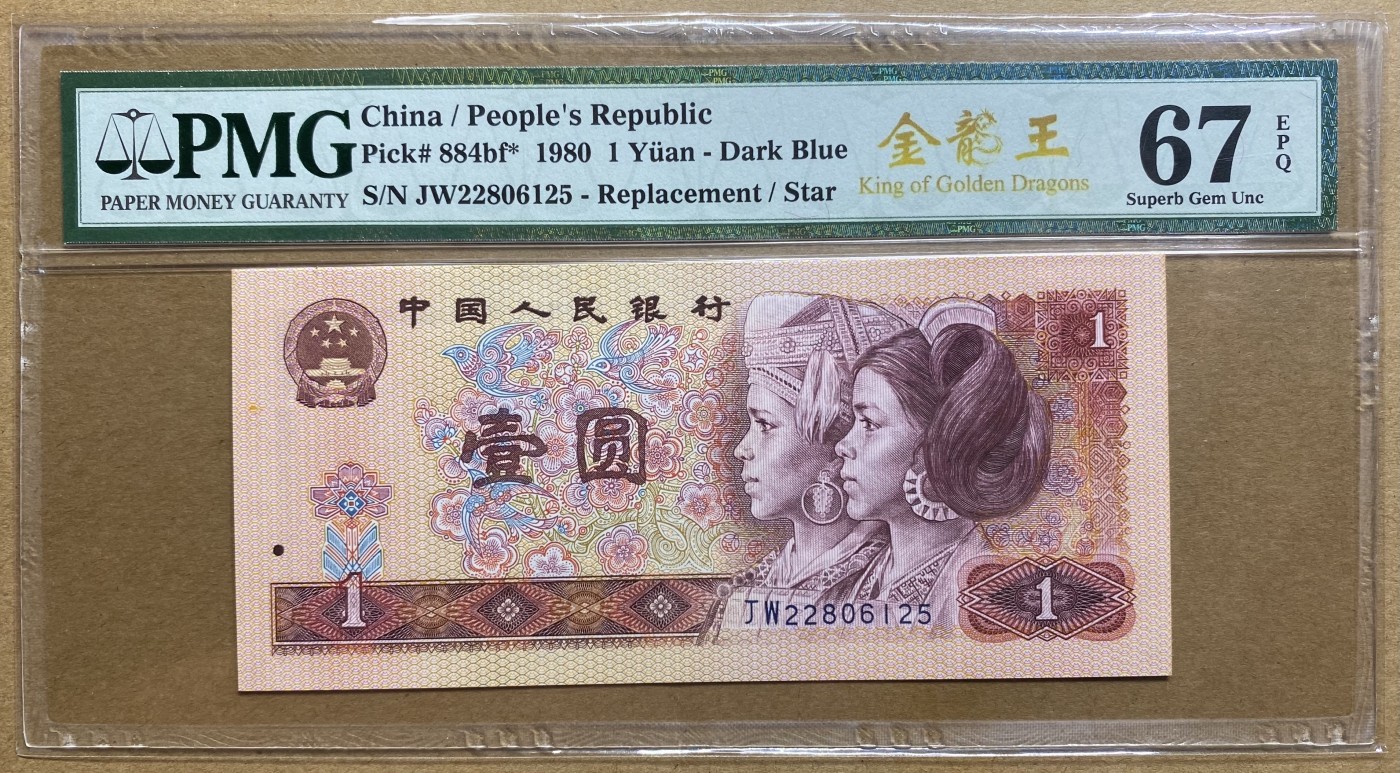 PMG
PAPER MONEY GUARANTY
China / People's Republic
Pick# 884bf* 1980 1 Yüan - Dark Blue
S/N JW22806125 - Replacement / Star
金龍王
King of Golden Dragons
67
EPQ
Superb Gem Unc
中国人民银行
1
壹圆
1
JW22806125
1